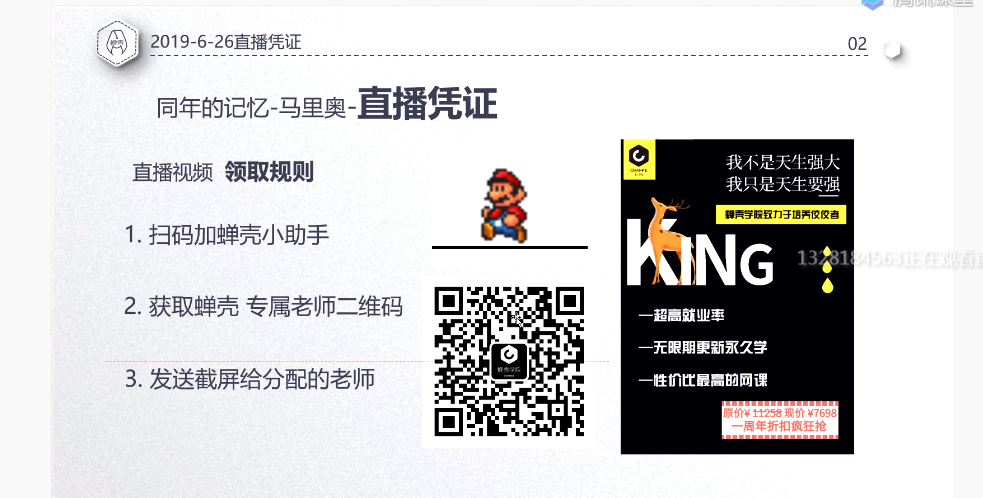 腾讯课堂
2019-6-26直播凭证
02
同年的记忆-马里奥-直播凭证
直播视频 领取规则
1. 扫码加蝉壳小助手
2. 获取蝉壳 专属老师二维码
3. 发送截屏给分配的老师
蝉壳学院
我不是天生强大
我只是天生要强
蝉壳学院致力于培养佼佼者
KING
1328184563正在观看
一超高就业率
一无限期更新永久学
一性价比最高的网课
原价¥ 11258 现价 ¥7698
一周年折扣疯狂抢